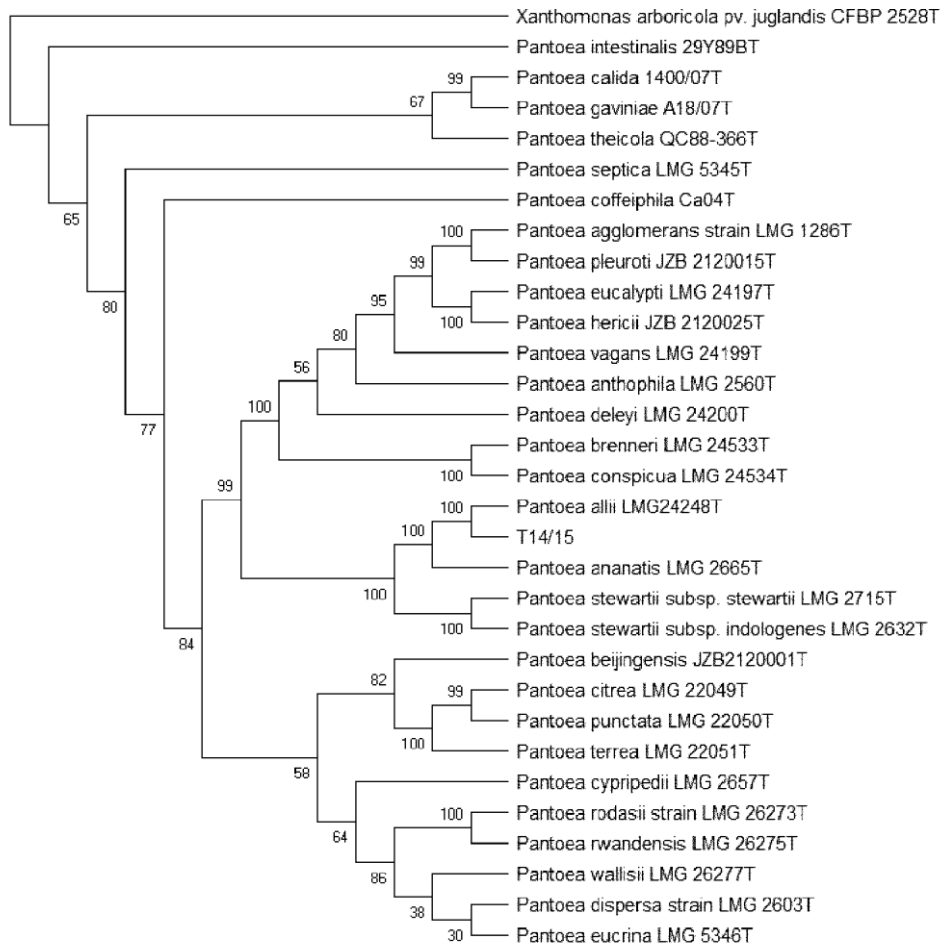 Xanthomonas arboricola pv. juglandis CFBP 2528T
Pantoea intestinalis 29Y89BT
99
Pantoea calida 1400/07T
67
Pantoea gaviniae A18/07T
Pantoea theicola QC88-366T
Pantoea septica LMG 5345T
65
Pantoea coffeiphila Ca04T
100
Pantoea agglomerans strain LMG 1286T
99
Pantoea pleuroti JZB 2120015T
80
95
Pantoea eucalypti LMG 24197T
100
Pantoea hericii JZB 2120025T
80
Pantoea vagans LMG 24199T
56
Pantoea anthophila LMG 2560T
100
Pantoea deleyi LMG 24200T
77
Pantoea brenneri LMG 24533T
99
100
Pantoea conspicua LMG 24534T
100
Pantoea allii LMG24248T
100
T14/15
Pantoea ananatis LMG 2665T
100
Pantoea stewartii subsp. stewartii LMG 2715T
100
Pantoea stewartii subsp. indologenes LMG 2632T
84
Pantoea beijingensis JZB2120001T
82
99
Pantoea citrea LMG 22049T
Pantoea punctata LMG 22050T
100
Pantoea terrea LMG 22051T
58
Pantoea cypripedii LMG 2657T
100
Pantoea rodasii strain LMG 26273T
64
Pantoea rwandensis LMG 26275T
86
Pantoea wallisii LMG 26277T
38
Pantoea dispersa strain LMG 2603T
30
Pantoea eucrina LMG 5346T